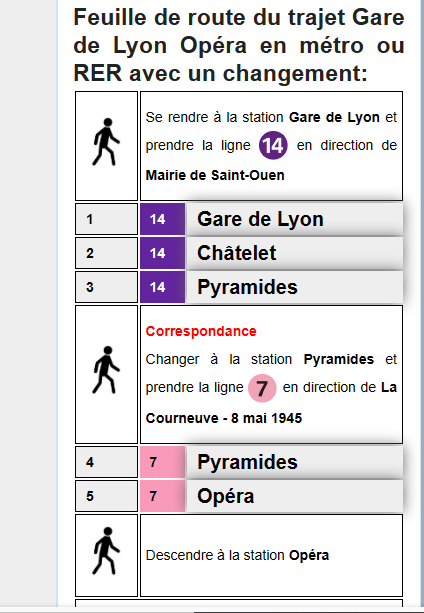 Feuille de route du trajet Gare
de Lyon Opéra en métro ou
RER avec un changement:
Se rendre à la station Gare de Lyon et
prendre la ligne 14 en direction de
Mairie de Saint-Ouen
1 14 Gare de Lyon
2 14 Châtelet
3 14 Pyramides
Correspondance
Changer à la station Pyramides et
prendre la ligne 7 en direction de La
Courneuve - 8 mai 1945
4 7 Pyramides
5 7 Opéra
Descendre à la station Opéra